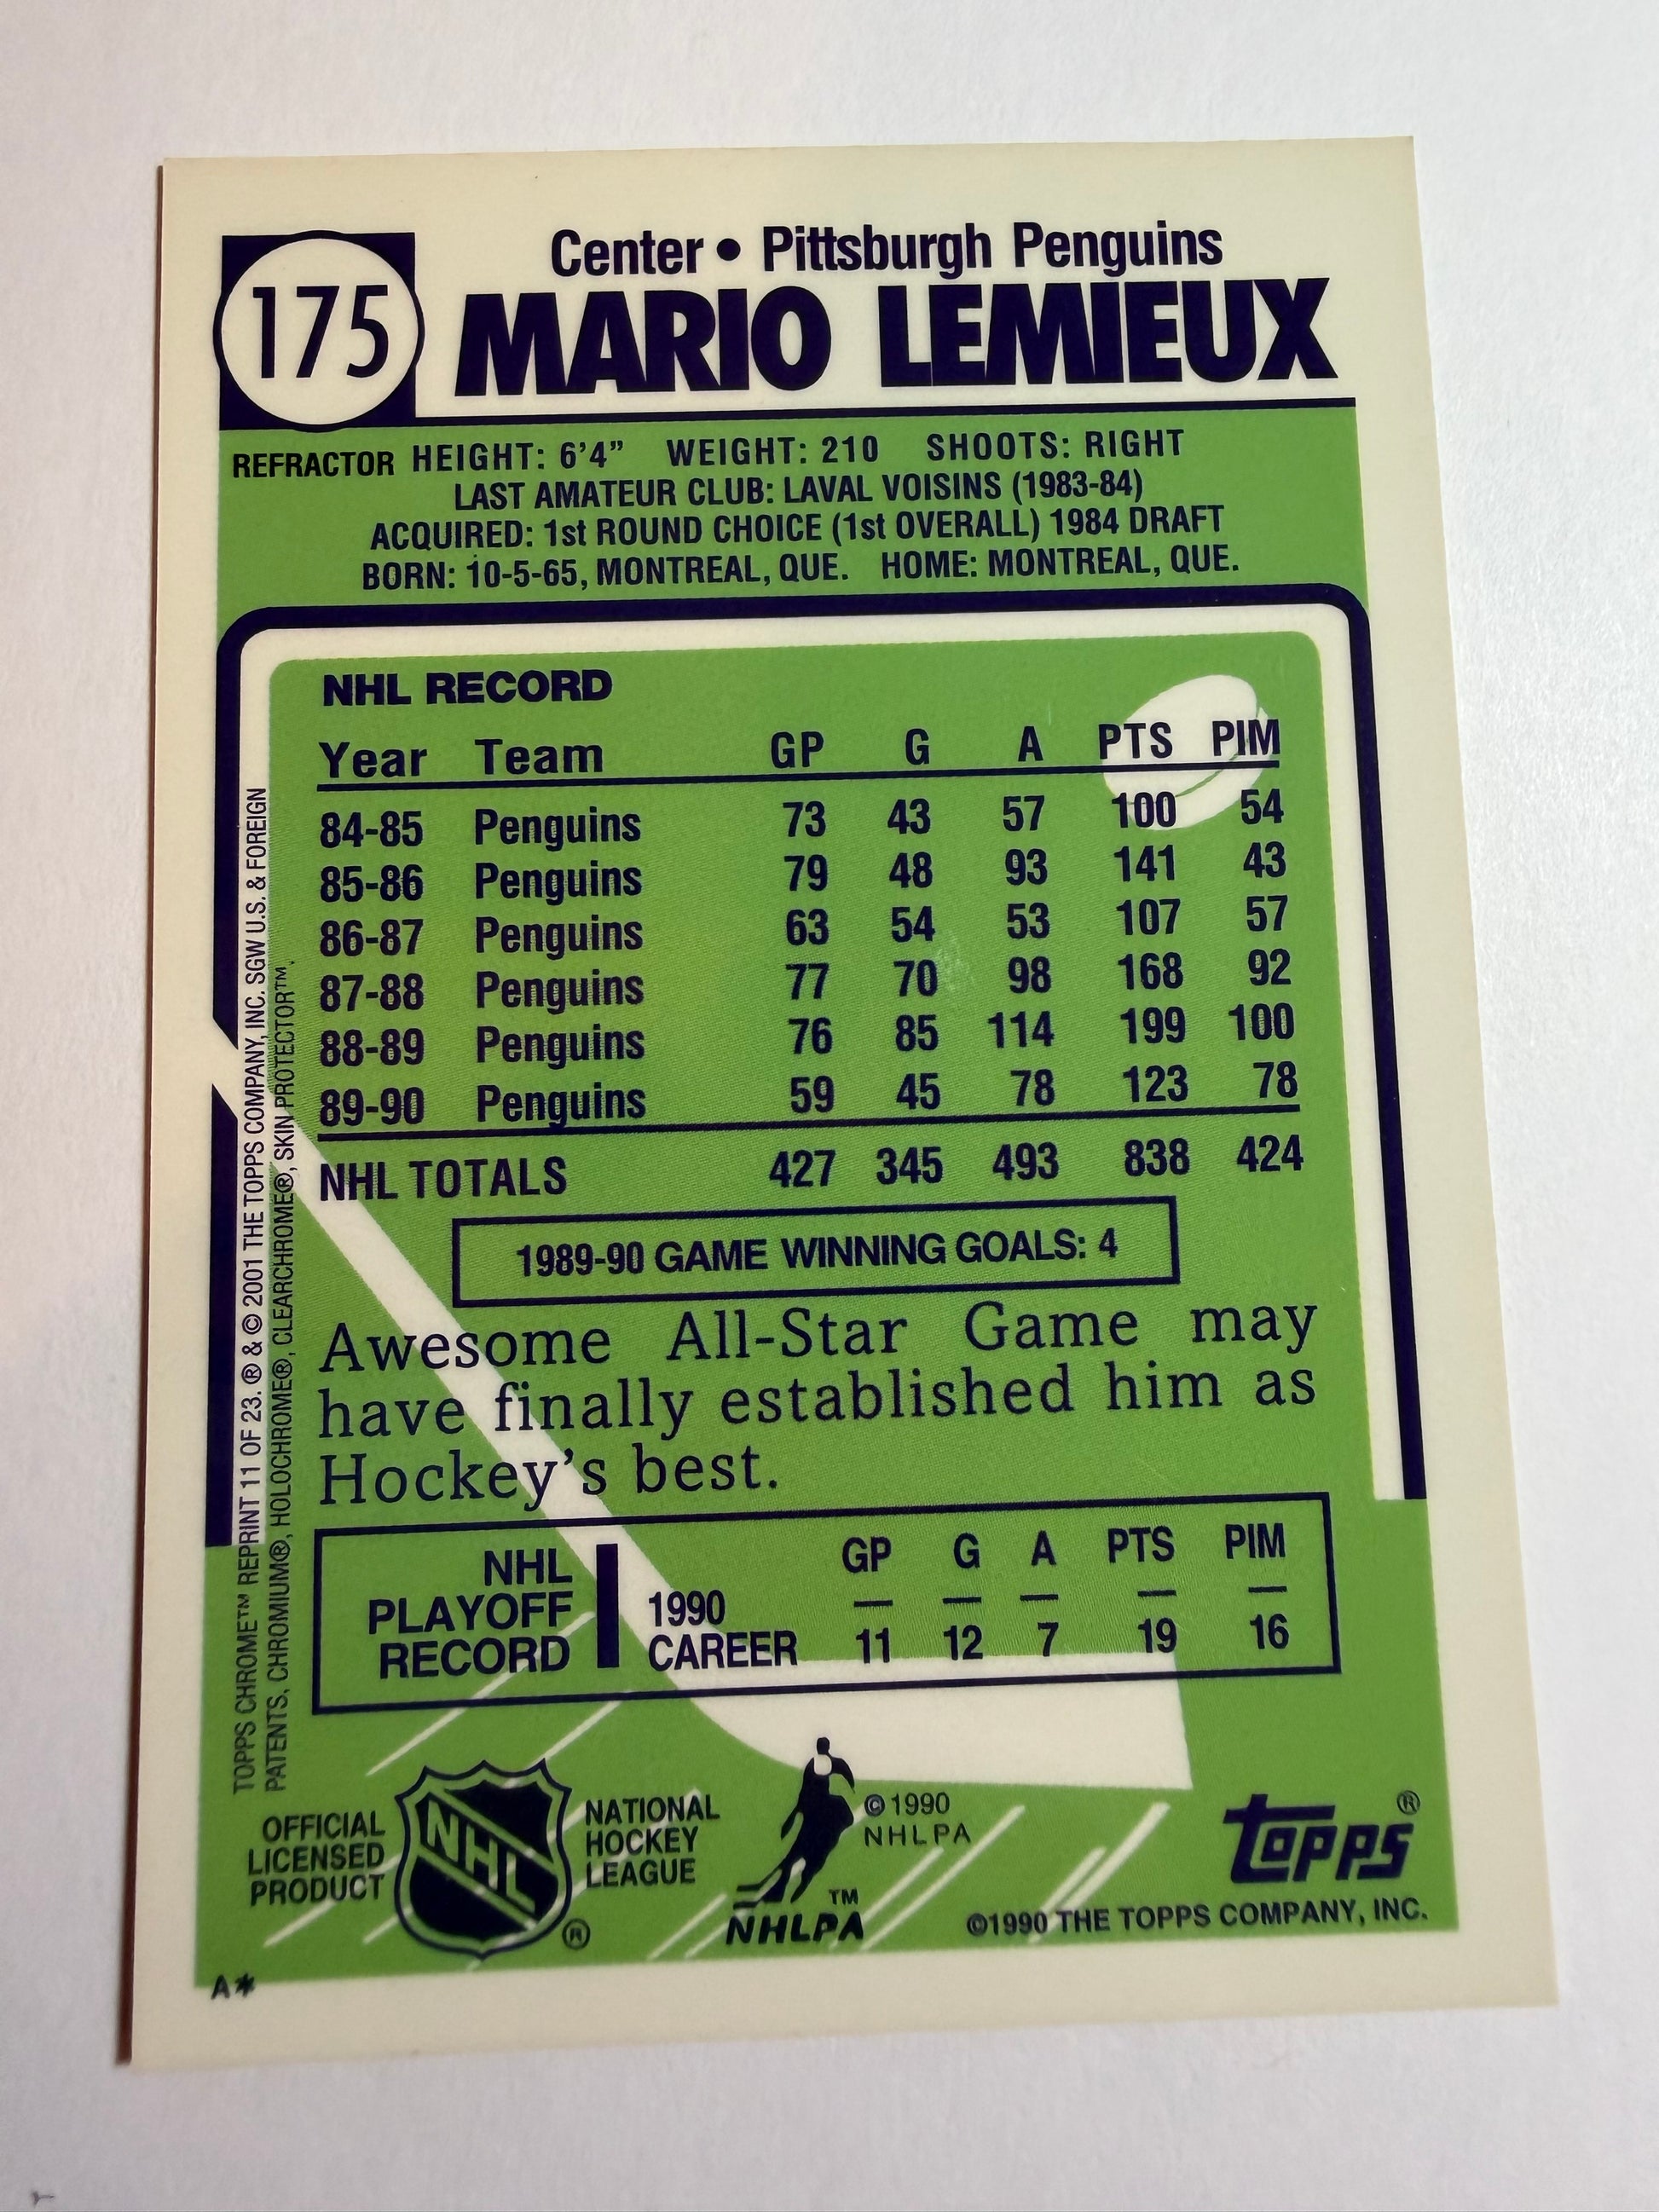 175
Center • Pittsburgh Penguins
MARIO LEMIEUX
REFRACTOR HEIGHT: 6'4" WEIGHT: 210 SHOOTS: RIGHT
LAST AMATEUR CLUB: LAVAL VOISINS (1983-84)
ACQUIRED: 1st ROUND CHOICE (1st OVERALL) 1984 DRAFT
BORN: 10-5-65, MONTREAL, QUE. HOME: MONTREAL, QUE.
NHL RECORD
Year Team GP G A PTS PIM
84-85 Penguins 73 43 57 100 54
85-86 Penguins 79 48 93 141 43
86-87 Penguins 63 54 53 107 57
87-88 Penguins 77 70 98 168 92
88-89 Penguins 76 85 114 199 100
89-90 Penguins 59 45 78 123 78
NHL TOTALS 427 345 493 838 424
1989-90 GAME WINNING GOALS: 4
Awesome All-Star Game may
have finally established him as
Hockey's best.
NHL
PLAYOFF
RECORD
GP G A PTS PIM
1990 — — — — —
CAREER 11 12 7 19 16
TOPPS CHROME™ REPRINT 11 OF 23. ® & © 2001 THE TOPPS COMPANY, INC. SGW U.S. & FOREIGN
PATENTS, CHROMIUM®, HOLOCHROME®, CLEARCHROME®, SKIN PROTECTOR™.
OFFICIAL
LICENSED
PRODUCT
NHL
®
NATIONAL
HOCKEY
LEAGUE
™
NHLPA
©1990
NHLPA
topps®
©1990 THE TOPPS COMPANY, INC.
A*